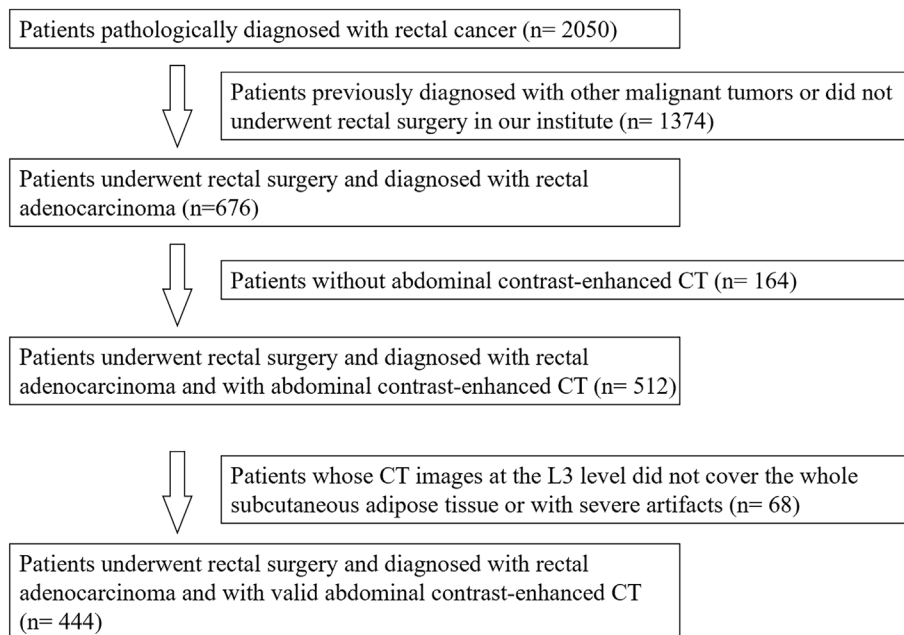 Patients pathologically diagnosed with rectal cancer (n= 2050)
Patients previously diagnosed with other malignant tumors or did not
underwent rectal surgery in our institute (n= 1374)
Patients underwent rectal surgery and diagnosed with rectal
adenocarcinoma (n=676)
Patients without abdominal contrast-enhanced CT (n= 164)
Patients underwent rectal surgery and diagnosed with rectal
adenocarcinoma and with abdominal contrast-enhanced CT (n= 512)
Patients whose CT images at the L3 level did not cover the whole
subcutaneous adipose tissue or with severe artifacts (n= 68)
Patients underwent rectal surgery and diagnosed with rectal
adenocarcinoma and with valid abdominal contrast-enhanced CT
(n= 444)